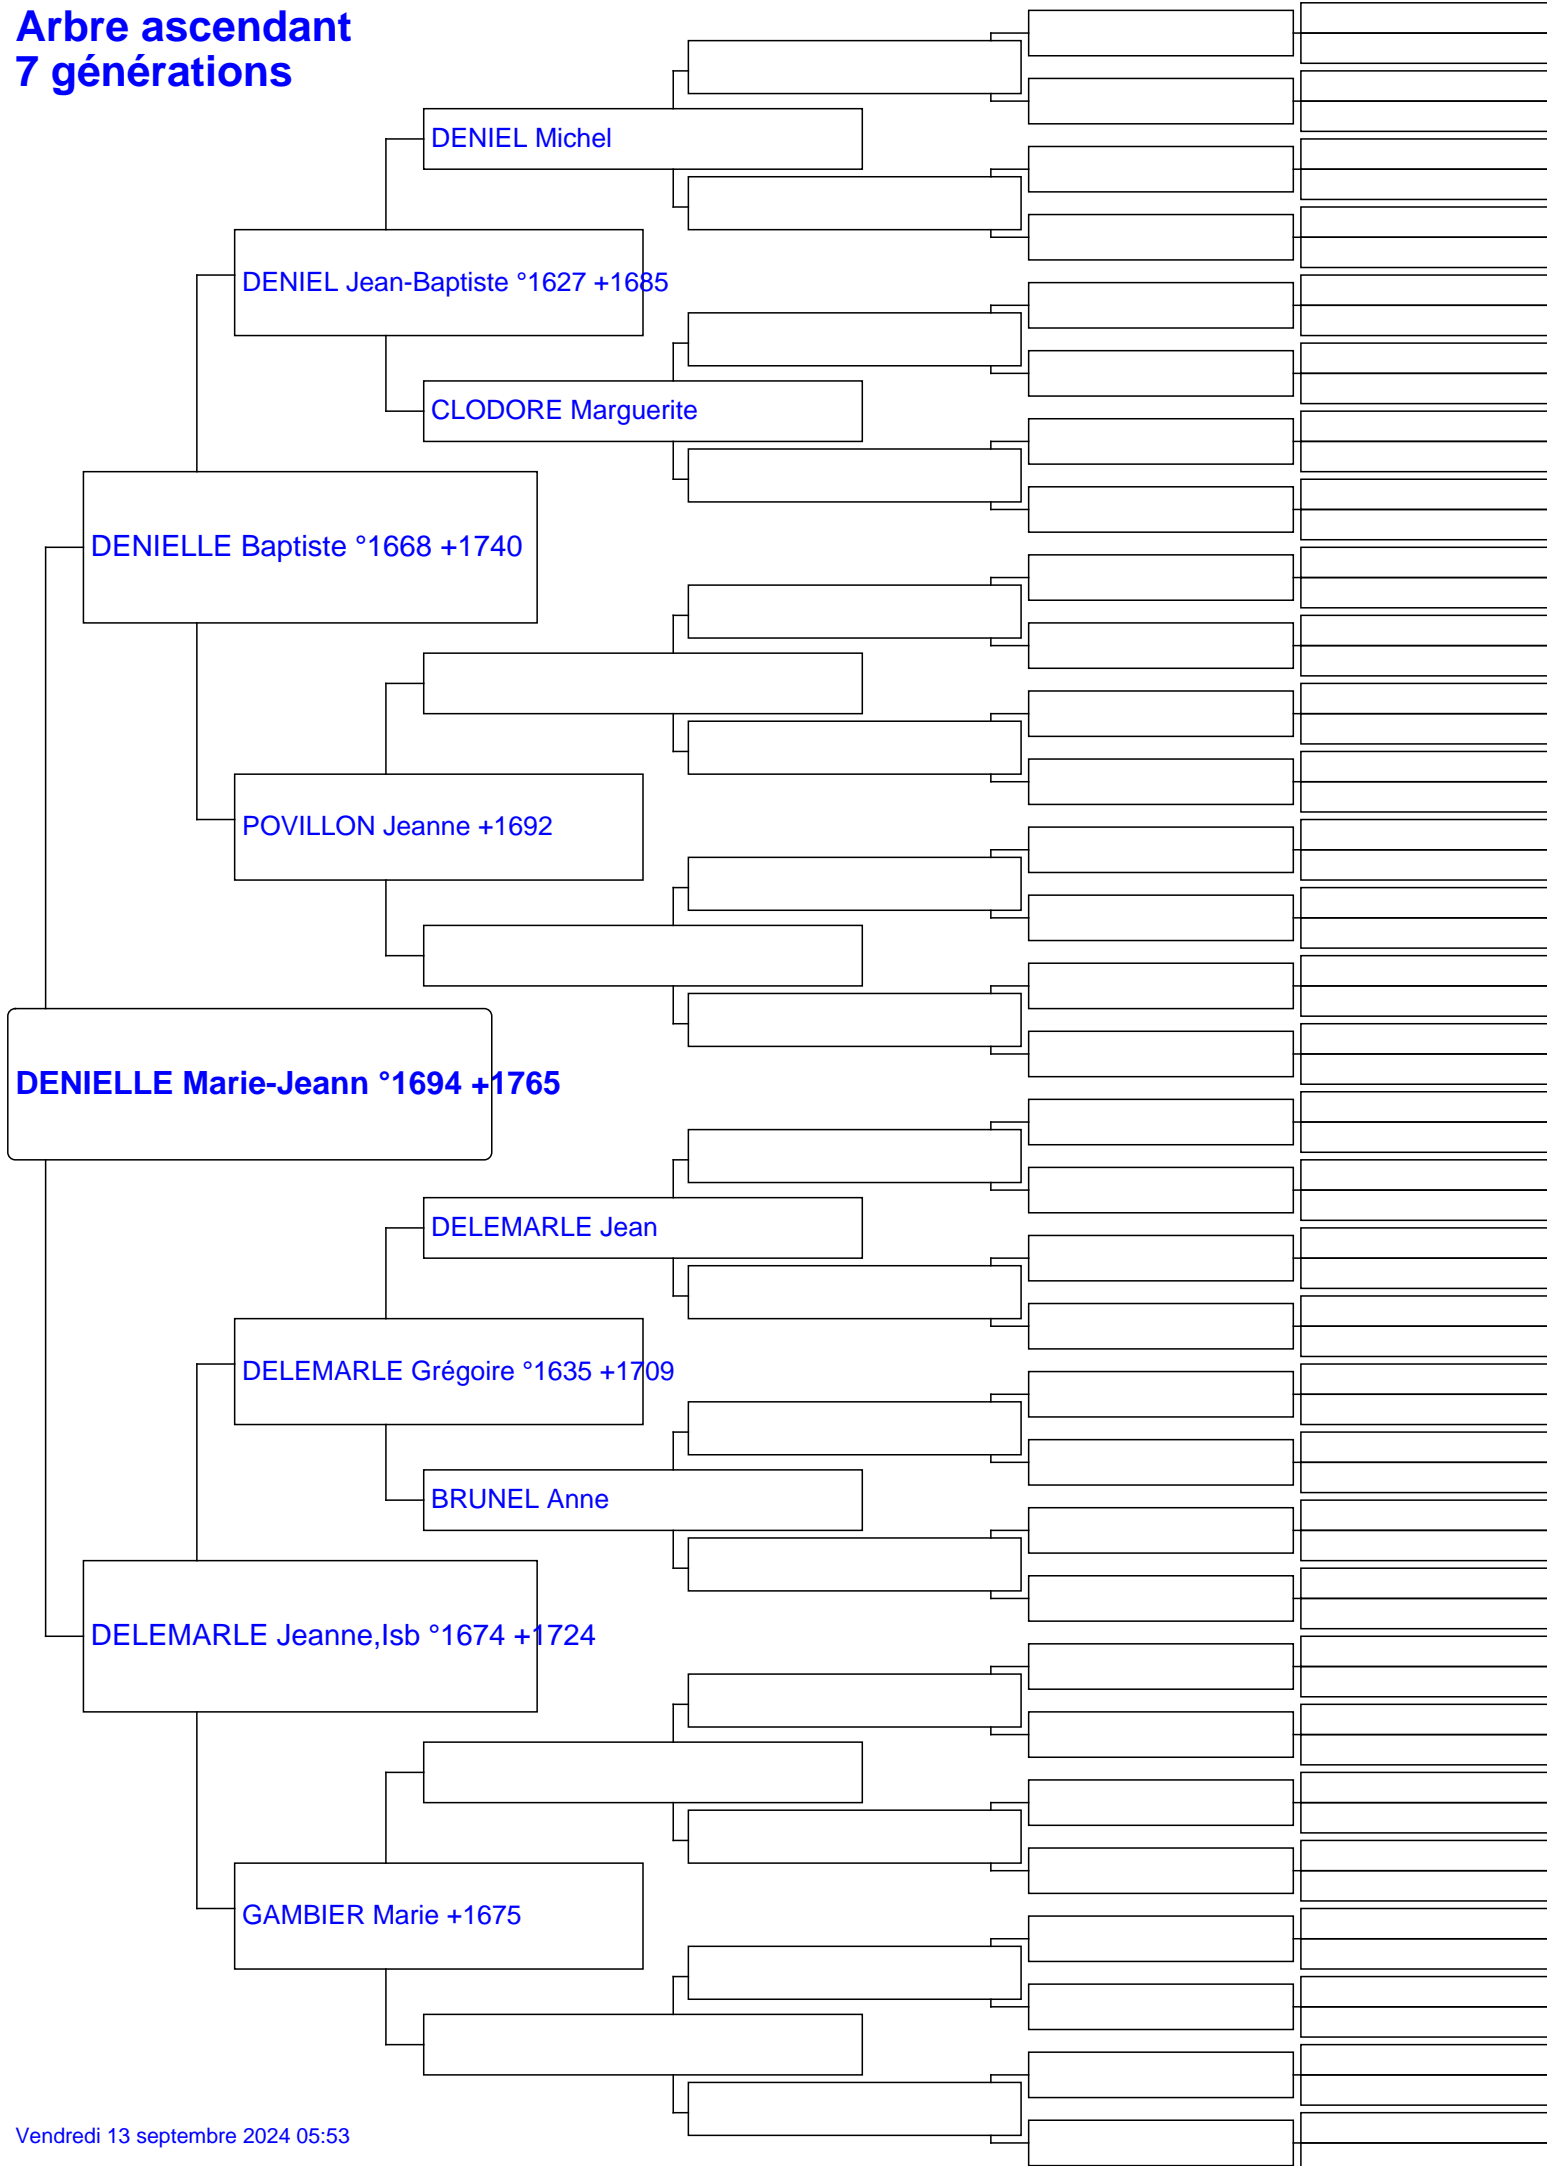 Arbre ascendant
7 générations
DENIEL Michel
DENIEL Jean-Baptiste °1627 +1685
CLODORE Marguerite
DENIELLE Baptiste °1668 +1740
POVILLON Jeanne +1692
DENIELLE Marie-Jeann °1694 +1765
DELEMARLE Jean
DELEMARLE Grégoire °1635 +1709
BRUNEL Anne
DELEMARLE Jeanne,Isb °1674 +1724
GAMBIER Marie +1675
Vendredi 13 septembre 2024 05:53